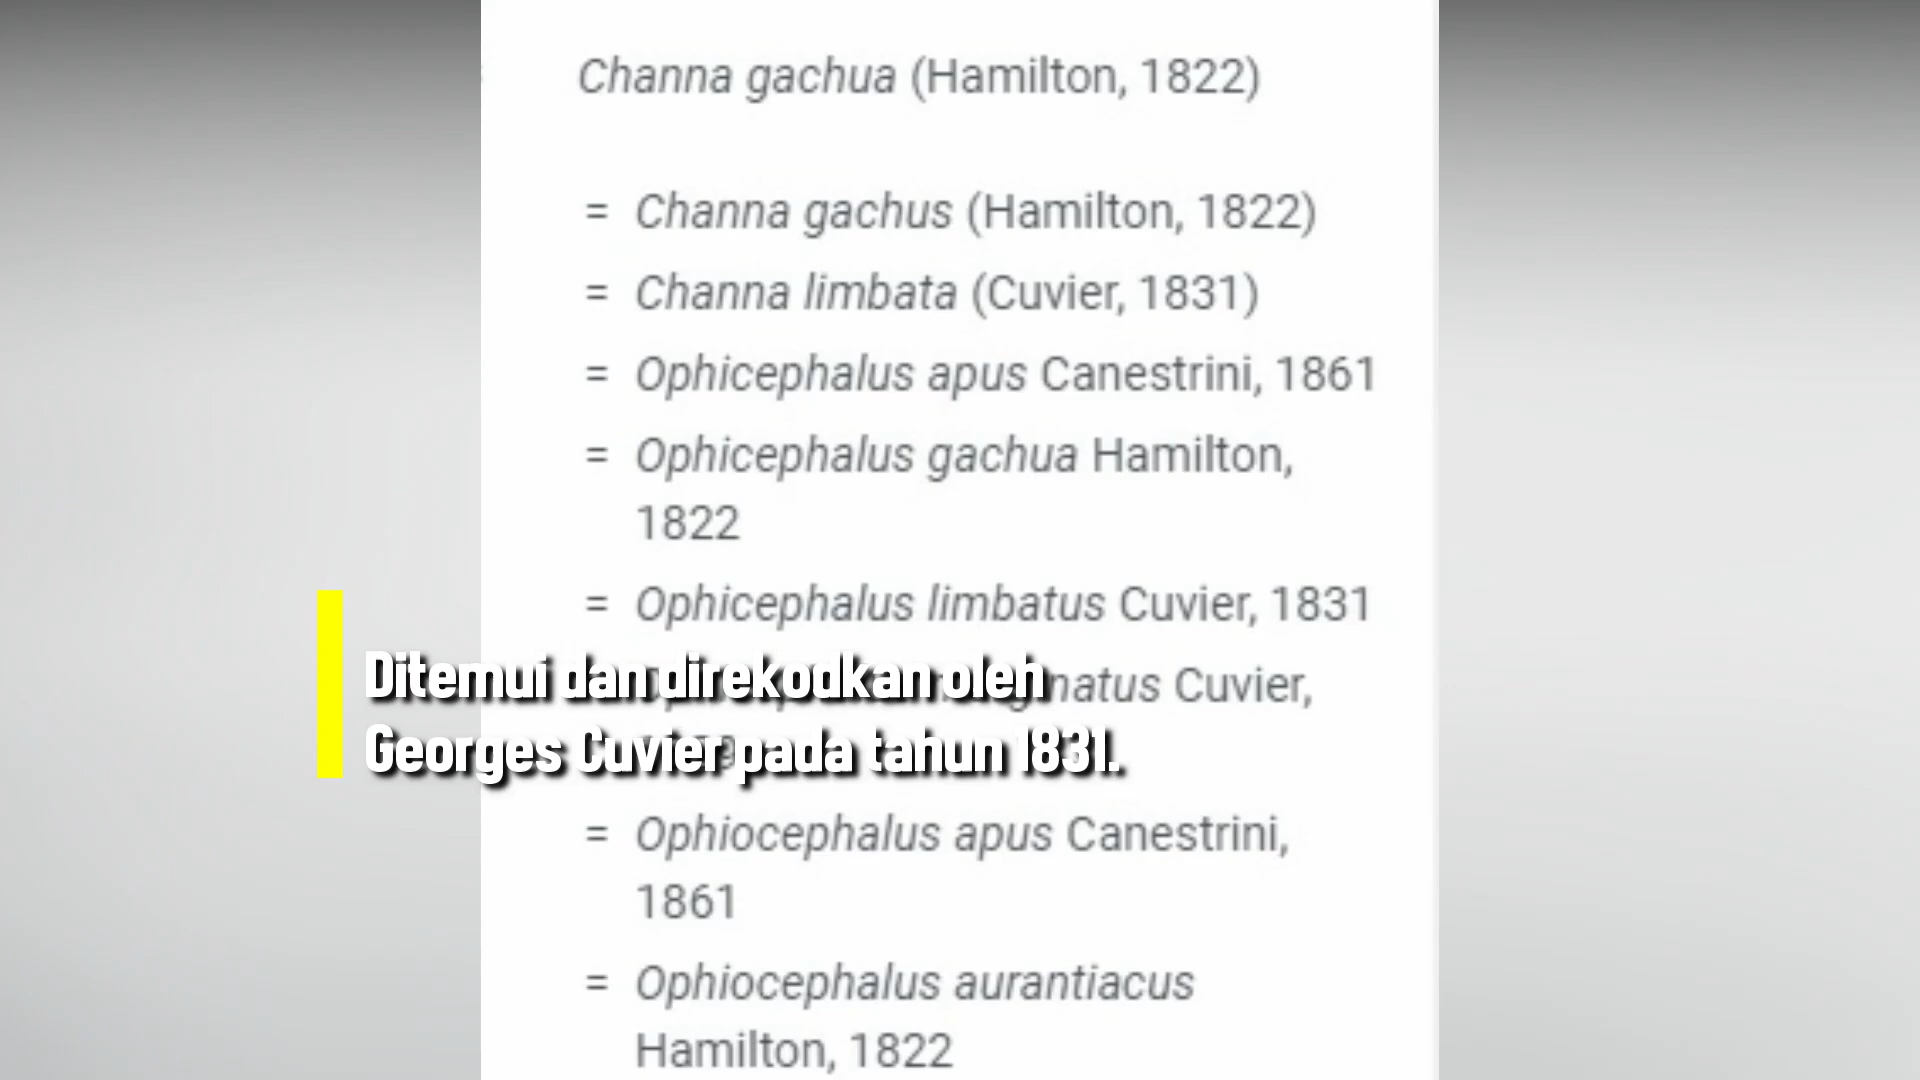 Channa gachua (Hamilton, 1822)
= Channa gachus (Hamilton, 1822)
= Channa limbata (Cuvier, 1831)
= Ophicephalus apus Canestrini, 1861
= Ophicephalus gachua Hamilton,
1822
= Ophicephalus limbatus Cuvier, 1831
Cuvier,
Ditemui dan direkodkan oleh
Georges Cuvier pada tahun 1831.
= Ophiocephalus apus Canestrini,
1861
= Ophiocephalus aurantiacus
Hamilton, 1822